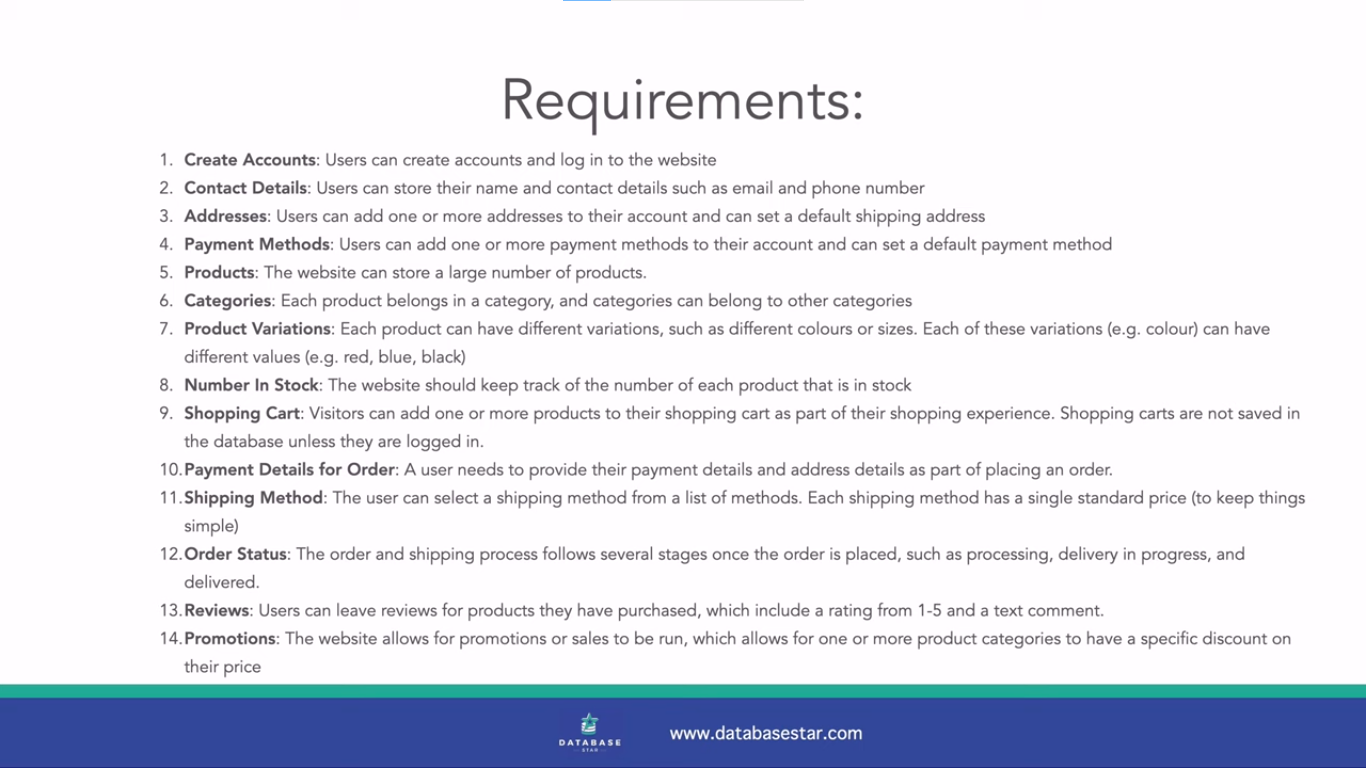 Requirements:
1. Create Accounts: Users can create accounts and log in to the website
2. Contact Details: Users can store their name and contact details such as email and phone number
3. Addresses: Users can add one or more addresses to their account and can set a default shipping address
4. Payment Methods: Users can add one or more payment methods to their account and can set a default payment method
5. Products: The website can store a large number of products.
6. Categories: Each product belongs in a category, and categories can belong to other categories
7. Product Variations: Each product can have different variations, such as different colours or sizes. Each of these variations (e.g. colour) can have
different values (e.g. red, blue, black)
8. Number In Stock: The website should keep track of the number of each product that is in stock
9. Shopping Cart: Visitors can add one or more products to their shopping cart as part of their shopping experience. Shopping carts are not saved in
the database unless they are logged in.
10. Payment Details for Order: A user needs to provide their payment details and address details as part of placing an order.
11. Shipping Method: The user can select a shipping method from a list of methods. Each shipping method has a single standard price (to keep things
simple)
12. Order Status: The order and shipping process follows several stages once the order is placed, such as processing, delivery in progress, and
delivered.
13. Reviews: Users can leave reviews for products they have purchased, which include a rating from 1-5 and a text comment.
14. Promotions: The website allows for promotions or sales to be run, which allows for one or more product categories to have a specific discount on
their price
DATABASE
STAR
www.databasestar.com